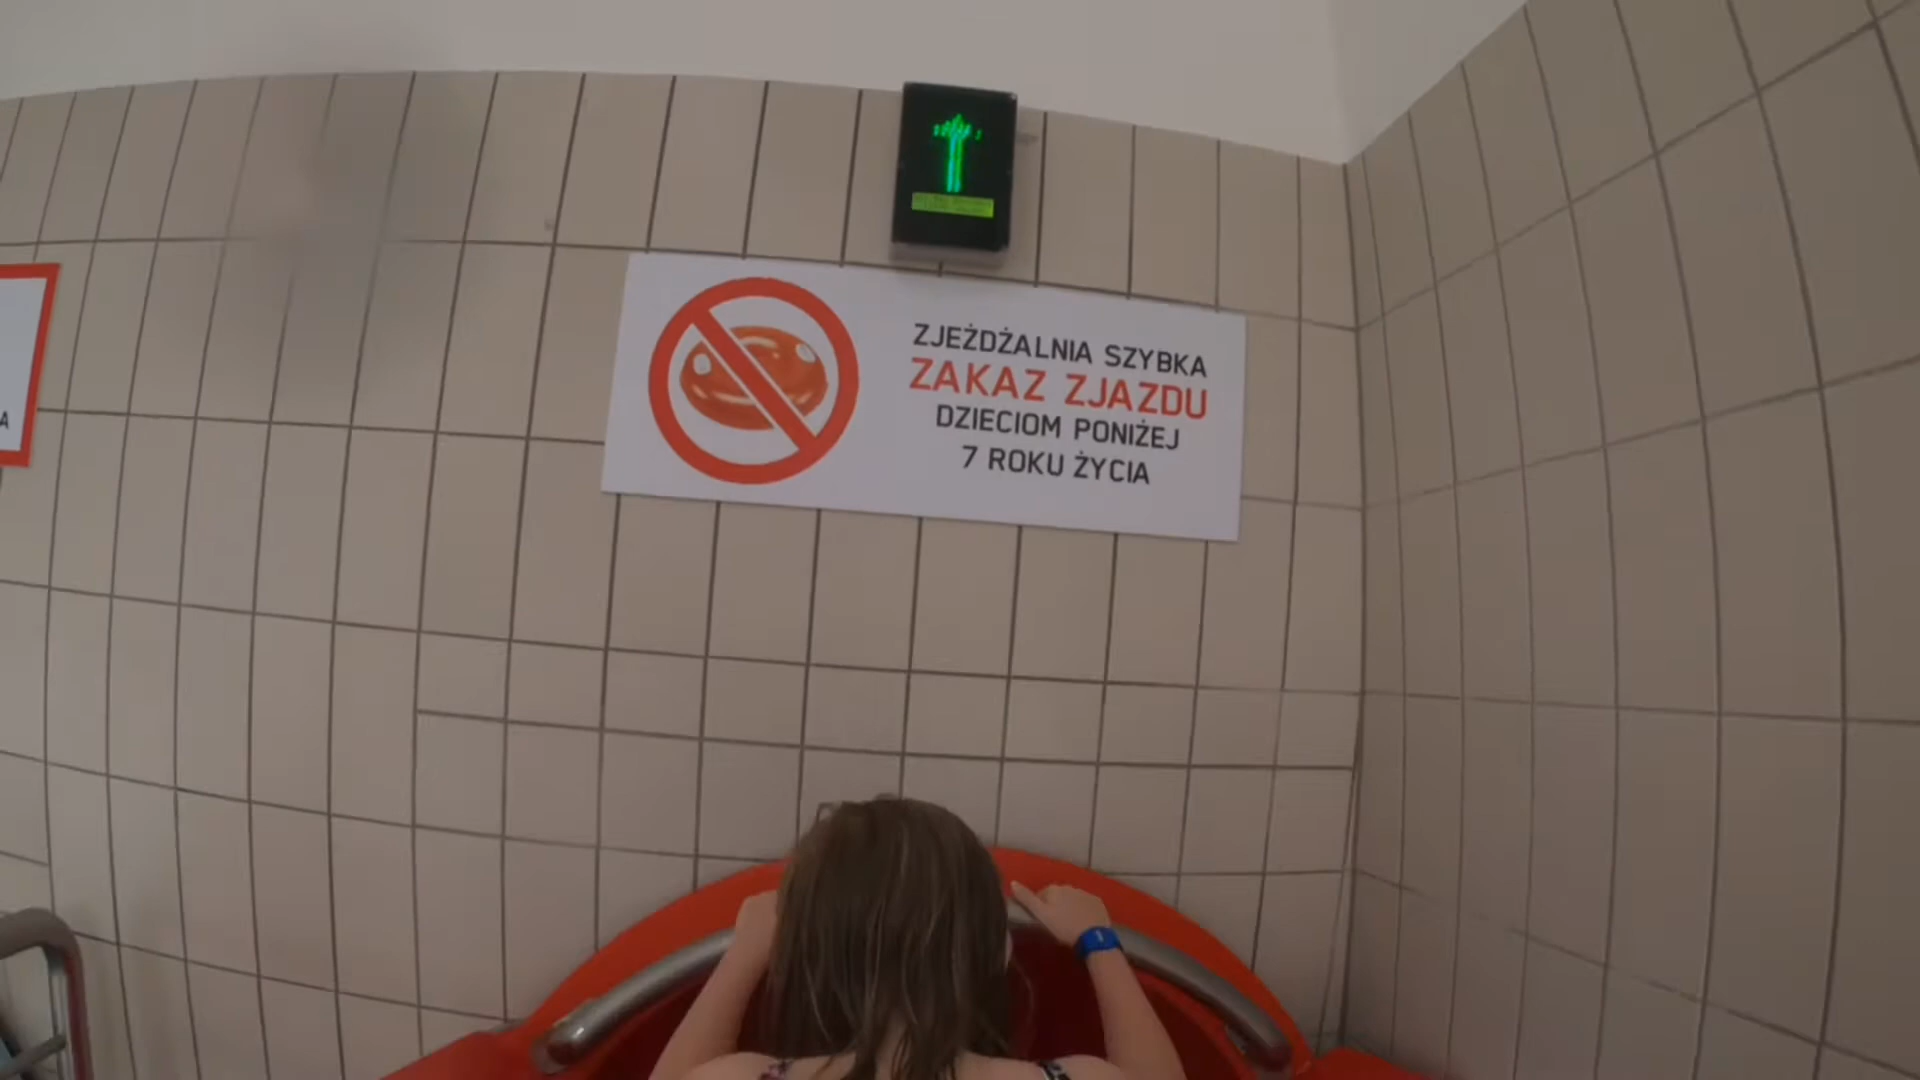 ZJEŻDŻALNIA SZYBKA
ZAKAZ ZJAZDU
DZIECIOM PONIŻEJ
7 ROKU ŻYCIA
A